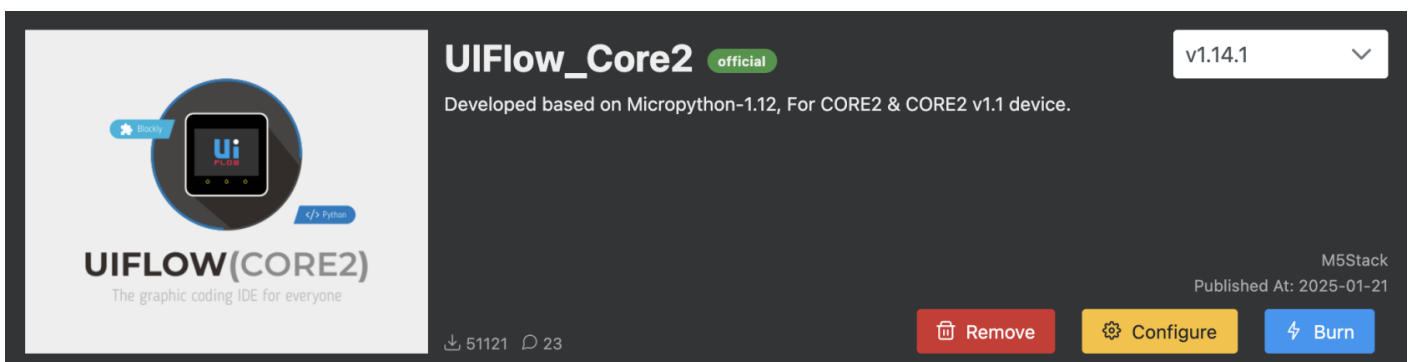 UIFlow_Core2 official
v1.14.1
Developed based on Micropython-1.12, For CORE2 & CORE2 v1.1 device.
Blockly
Ui
FLOW
</> Python
UIFLOW(CORE2)
The graphic coding IDE for everyone
M5Stack
Published At: 2025-01-21
51121 23
Remove
Configure
Burn